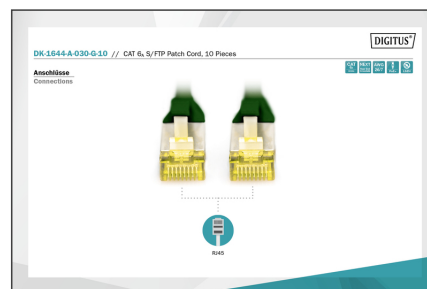 DIGITUS®
DK-1644-A-030-G-10 // CAT 6A S/FTP Patch Cord, 10 Pieces
Anschlüsse
Connections
RJ45